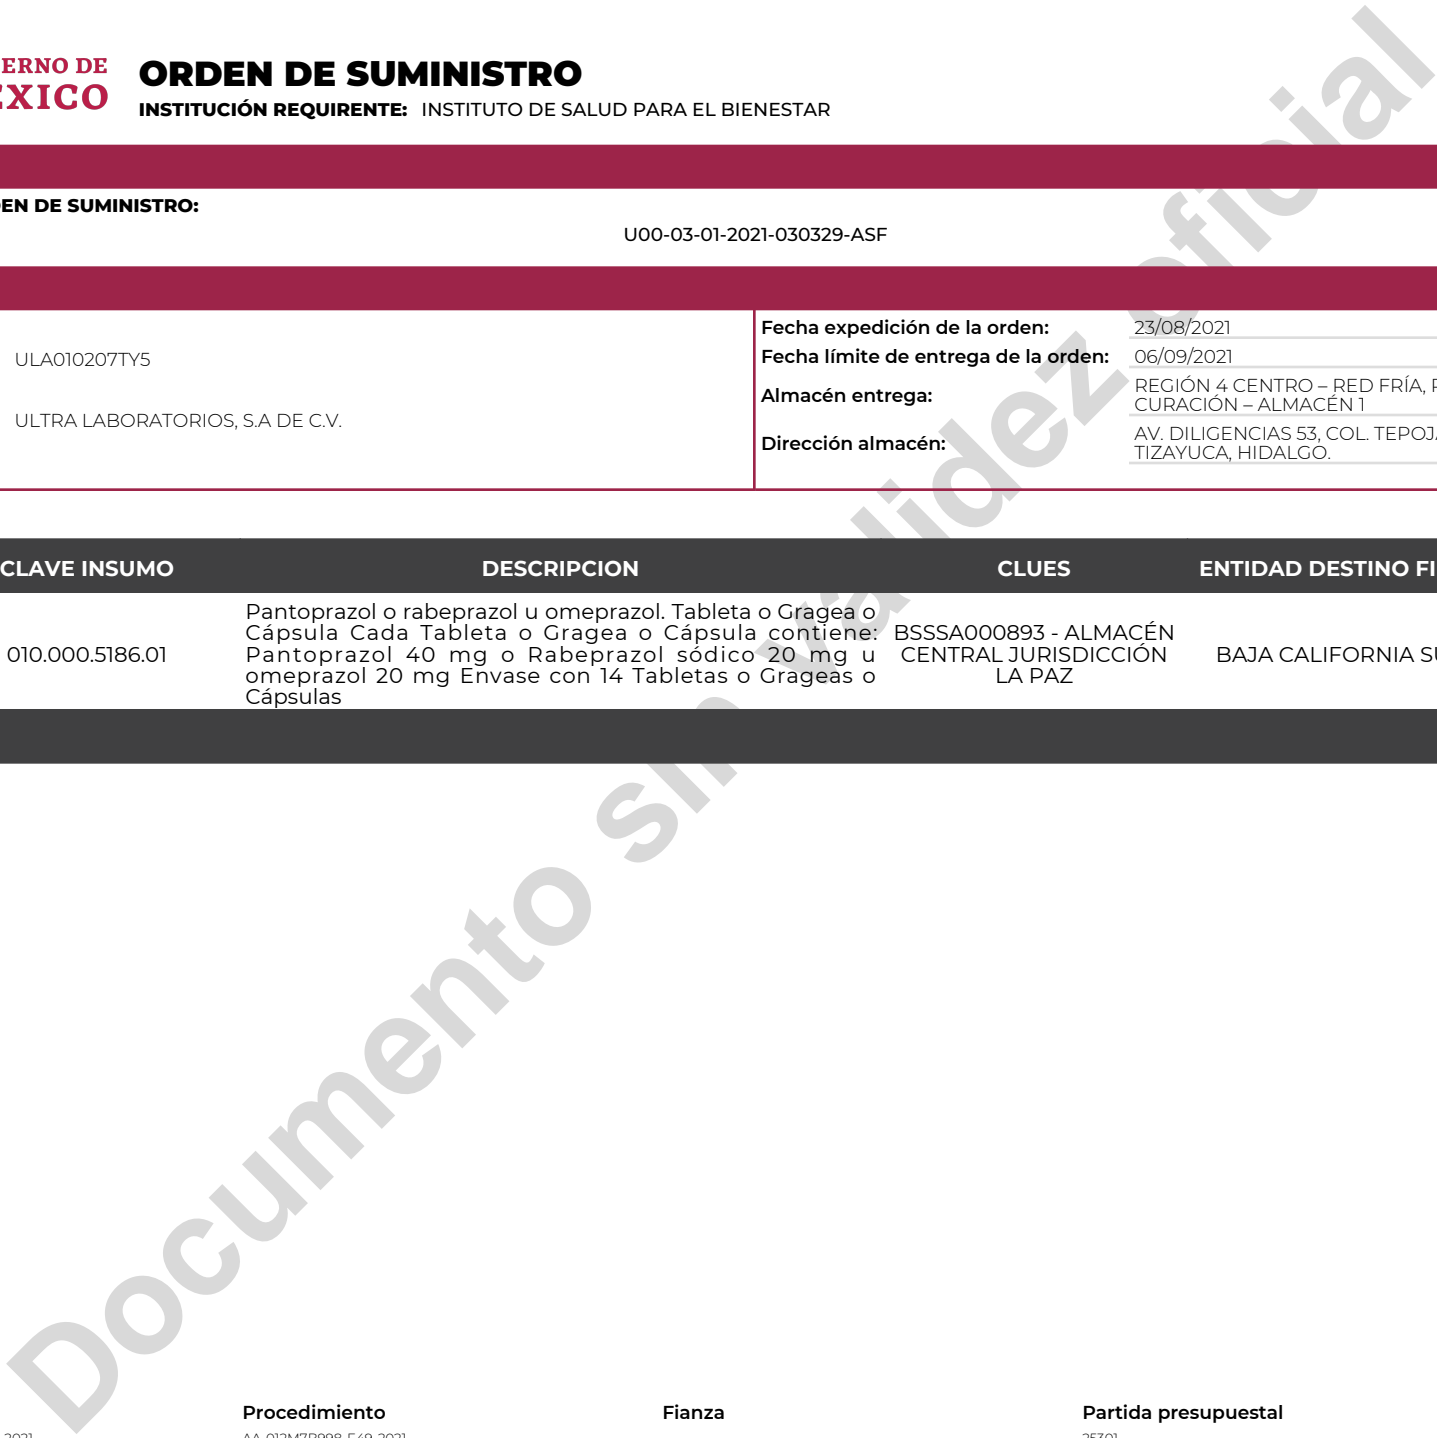 ERNO DE
ORDEN DE SUMINISTRO
INSTITUCIÓN REQUIRENTE: INSTITUTO DE SALUD PARA EL BIENESTAR
EN DE SUMINISTRO:
U00-03-01-2021-030329-ASF
ULA010207TY5
ULTRA LABORATORIOS, S.A DE C.V.
Fecha expedición de la orden: 23/08/2021
Fecha límite de entrega de la orden: 06/09/2021
Almacén entrega: REGIÓN 4 CENTRO – RED FRÍA,
CURACIÓN – ALMACÉN 1
Dirección almacén: AV. DILIGENCIAS 53, COL. TEPOJA
TIZAYUCA, HIDALGO.
CLAVE INSUMO DESCRIPCION CLUES ENTIDAD DESTINO FI
010.000.5186.01
Pantoprazol o rabeprazol u omeprazol. Tableta o Gragea o
Cápsula Cada Tableta o Gragea o Cápsula contiene:
Pantoprazol 40 mg o Rabeprazol sódico 20 mg u
omeprazol 20 mg Envase con 14 Tabletas o Grageas o
Cápsulas
BSSSA000893 - ALMACÉN
CENTRAL JURISDICCIÓN
LA PAZ
BAJA CALIFORNIA SU
Documento sin validez oficial
Procedimiento Fianza Partida presupuestal